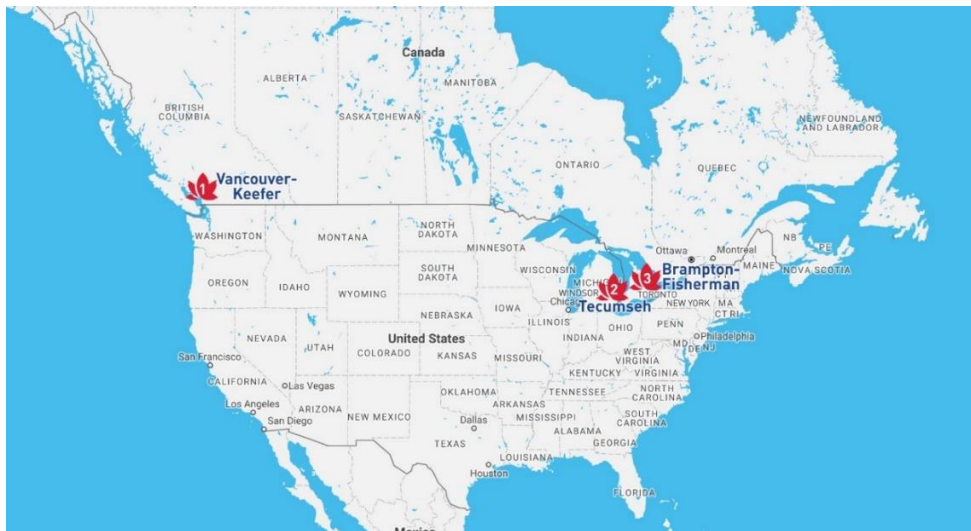 Canada
ALBERTA
MANITOBA
BRITISH
COLUMBIA
SASKATCHEWAN
NEWFOUNDLAND
AND LABRADOR
ONTARIO
QUEBEC
1
Vancouver-
Keefer
WASHINGTON
MONTANA
NORTH
DAKOTA
MINNESOTA
Ottawa
Montreal
NB
PE
MAINE
NOVA SCOTIA
OREGON
IDAHO
SOUTH
DAKOTA
WISCONSIN
3
Brampton-
Fisherman
WINDSOR
2
TORONTO
Tecumseh
WYOMING
IOWA
NEW YORK
MA
CT
RI
NEBRASKA
ILLINOIS
INDIANA
OHIO
PENN
Philadelphia
MD
DE
NJ
NEVADA
UTAH
United States
COLORADO
KANSAS
MISSOURI
WEST
VIRGINIA
KENTUCKY
VIRGINIA
San Francisco
CALIFORNIA
Las Vegas
Los Angeles
San Diego
ARIZONA
NEW MEXICO
OKLAHOMA
ARKANSAS
TENNESSEE
NORTH
CAROLINA
Dallas
MISSISSIPPI
SOUTH
CAROLINA
ALABAMA
GEORGIA
TEXAS
LOUISIANA
Houston
FLORIDA